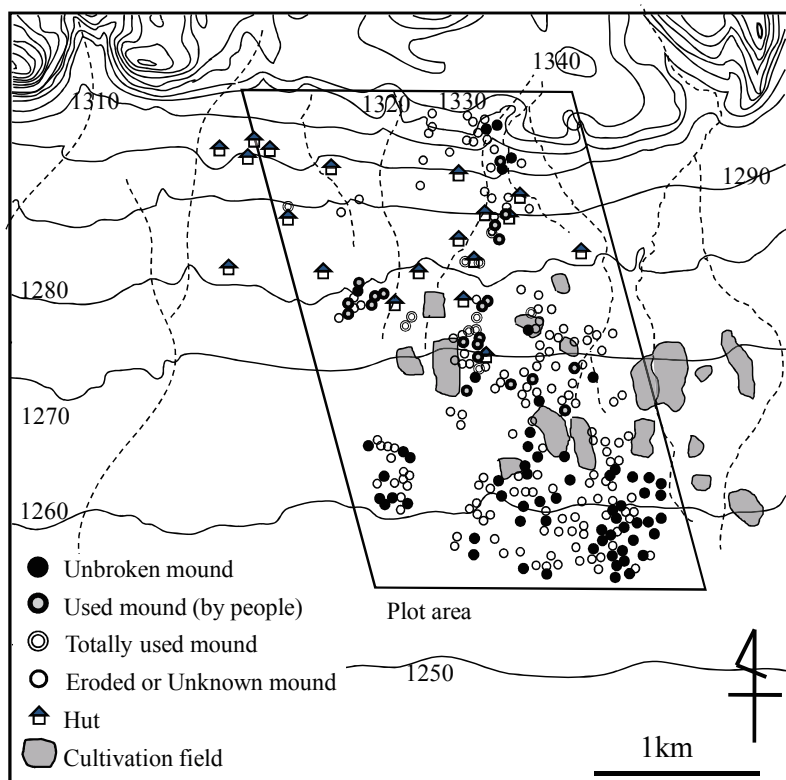 1340
1310
1320
1330
1290
1280
1270
1260
Unbroken mound
Used mound (by people)
Totally used mound
Plot area
Eroded or Unknown mound
1250
Hut
Cultivation field
1km